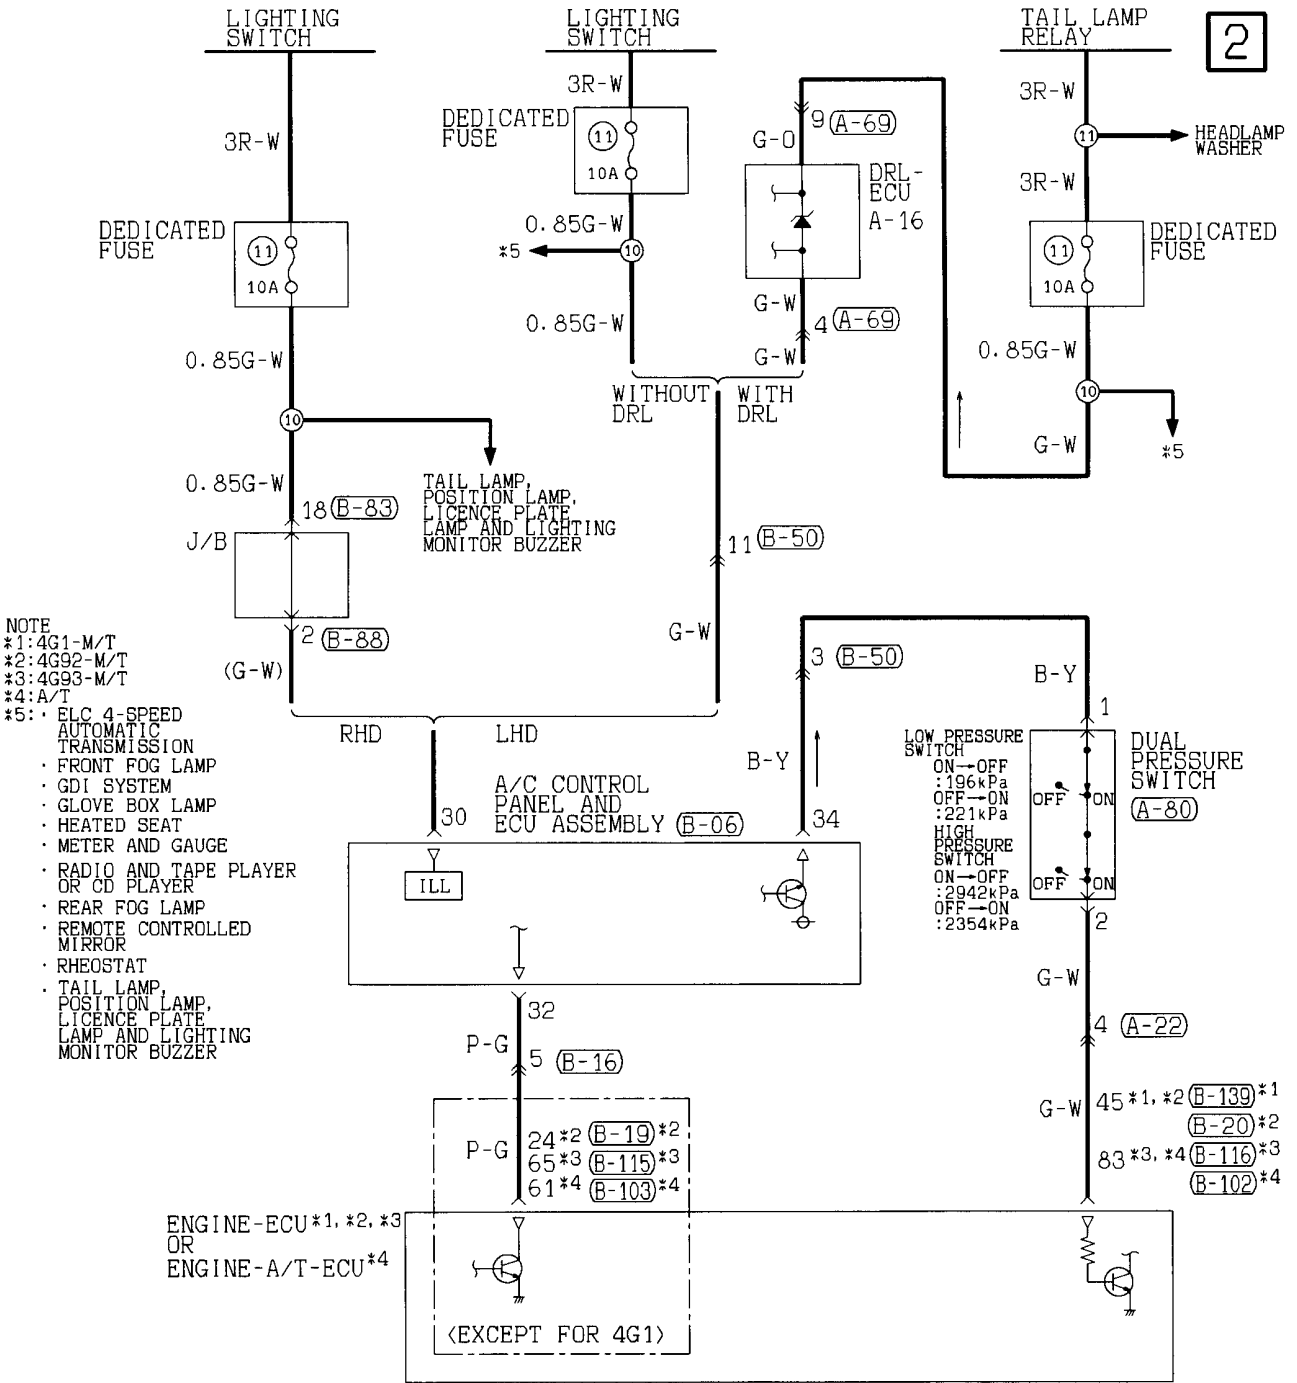 LIGHTING
SWITCH
LIGHTING
SWITCH
TAIL LAMP
RELAY
2
3R-W
DEDICATED
FUSE
11
10A
0.85G-W
10
TAIL LAMP,
POSITION LAMP,
LICENCE PLATE
LAMP AND LIGHTING
MONITOR BUZZER
0.85G-W
18 B-83
J/B
2 B-88
(G-W)
3R-W
DEDICATED
FUSE
11
10A
0.85G-W
*5
10
0.85G-W
9 A-69
G-O
DRL-
ECU
A-16
G-W
4 A-69
G-W
WITHOUT
DRL
WITH
DRL
3R-W
11
HEADLAMP
WASHER
3R-W
DEDICATED
FUSE
11
10A
0.85G-W
10
*5
G-W
11 B-50
G-W
RHD
LHD
NOTE
*1:4G1-M/T
*2:4G92-M/T
*3:4G93-M/T
*4:A/T
*5:· ELC 4-SPEED
AUTOMATIC
TRANSMISSION
· FRONT FOG LAMP
· GDI SYSTEM
· GLOVE BOX LAMP
· HEATED SEAT
· METER AND GAUGE
· RADIO AND TAPE PLAYER
OR CD PLAYER
· REAR FOG LAMP
· REMOTE CONTROLLED
MIRROR
· RHEOSTAT
· TAIL LAMP,
POSITION LAMP,
LICENCE PLATE
LAMP AND LIGHTING
MONITOR BUZZER
3 B-50
B-Y
B-Y
1
A/C CONTROL
PANEL AND
ECU ASSEMBLY B-06
30
34
ILL
LOW PRESSURE
SWITCH
ON→OFF
:196kPa
OFF→ON
:221kPa
HIGH
PRESSURE
SWITCH
ON→OFF
:2942kPa
OFF→ON
:2354kPa
OFF ON
OFF ON
DUAL
PRESSURE
SWITCH
A-80
2
G-W
4 A-22
G-W
45*1,*2 B-139*1
B-20*2
83*3,*4 B-116*3
B-102*4
32
P-G
5 B-16
P-G
24*2 B-19*2
65*3 B-115*3
61*4 B-103*4
ENGINE-ECU*1,*2,*3
OR
ENGINE-A/T-ECU*4
〈EXCEPT FOR 4G1〉